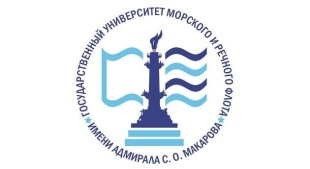 ГОСУДАРСТВЕННЫЙ УНИВЕРСИТЕТ МОРСКОГО И РЕЧНОГО ФЛОТА
ИМЕНИ АДМИРАЛА С. О. МАКАРОВА